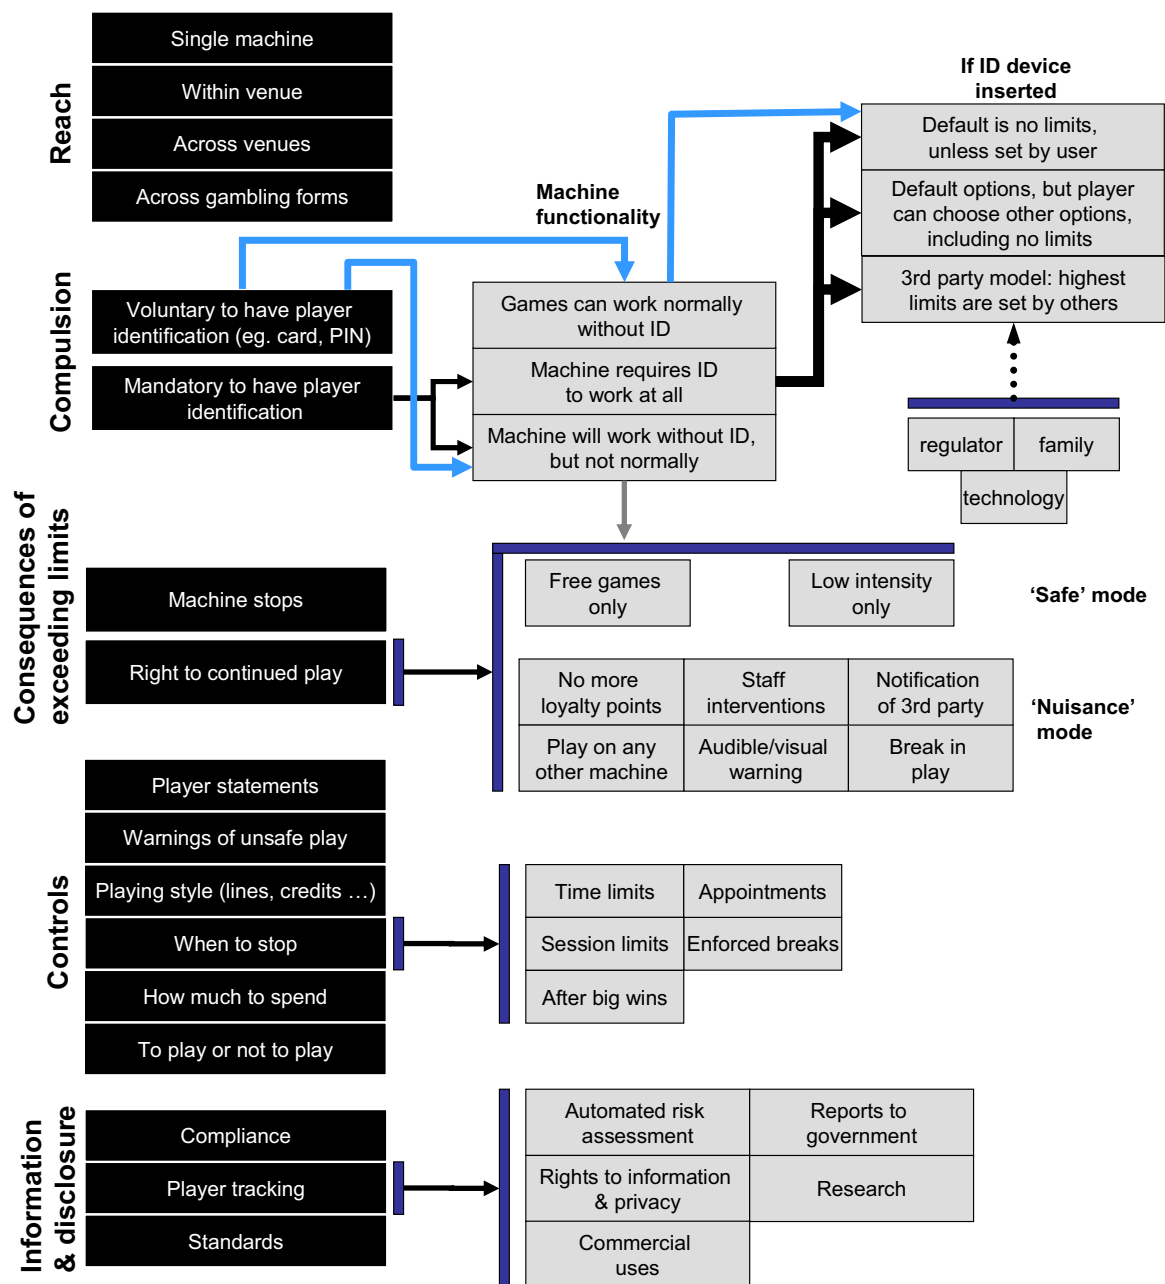 Reach
Single machine
Within venue
Across venues
Across gambling forms
If ID device
inserted
Default is no limits,
unless set by user
Default options, but player
can choose other options,
including no limits
3rd party model: highest
limits are set by others
regulator
family
technology
Machine
functionality
Compulsion
Voluntary to have player
identification (eg. card, PIN)
Mandatory to have player
identification
Games can work normally
without ID
Machine requires ID
to work at all
Machine will work without ID,
but not normally
Consequences of
exceeding limits
Machine stops
Right to continued play
Free games
only
Low intensity
only
‘Safe’ mode
No more
loyalty points
Staff
interventions
Notification
of 3rd party
Play on any
other machine
Audible/visual
warning
Break in
play
‘Nuisance’
mode
Controls
Player statements
Warnings of unsafe play
Playing style (lines, credits …)
When to stop
How much to spend
To play or not to play
Time limits
Appointments
Session limits
Enforced breaks
After big wins
Information
& disclosure
Compliance
Player tracking
Standards
Automated risk
assessment
Reports to
government
Rights to information
& privacy
Research
Commercial
uses